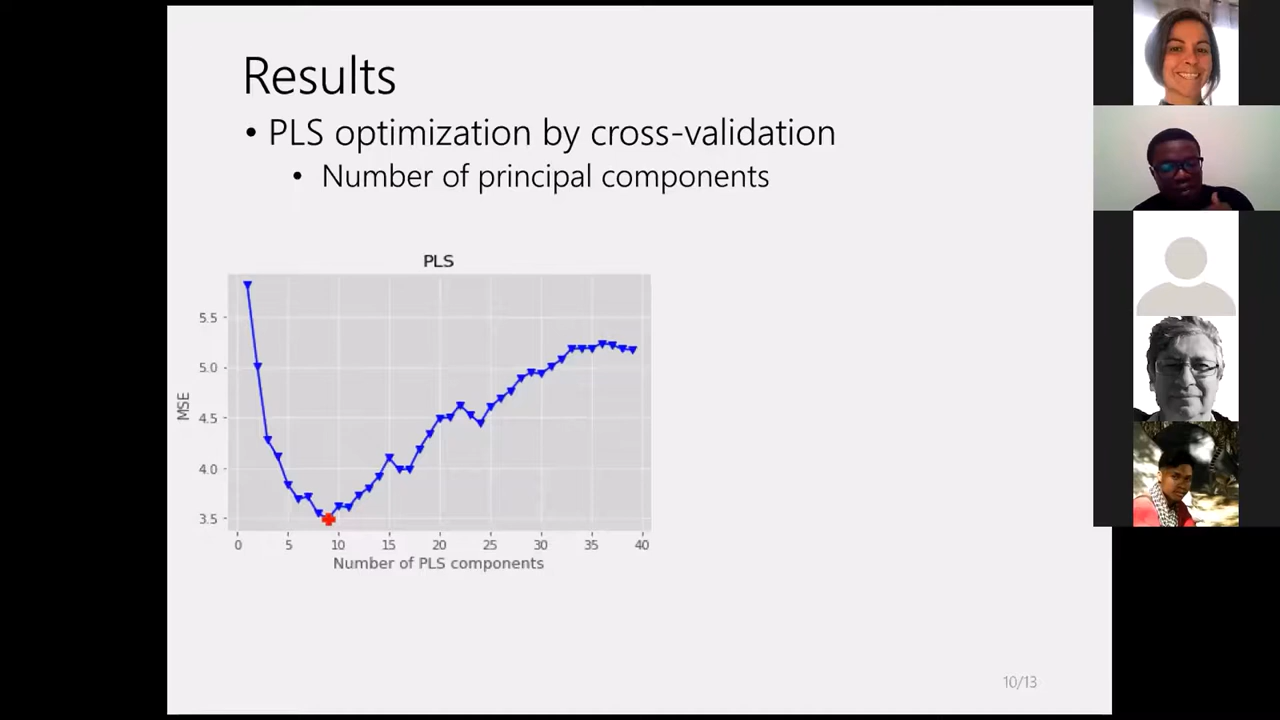 Results
• PLS optimization by cross-validation
• Number of principal components
PLS
5.5
5.0
4.5
4.0
3.5
MSE
0 5 10 15 20 25 30 35 40
Number of PLS components
10/13